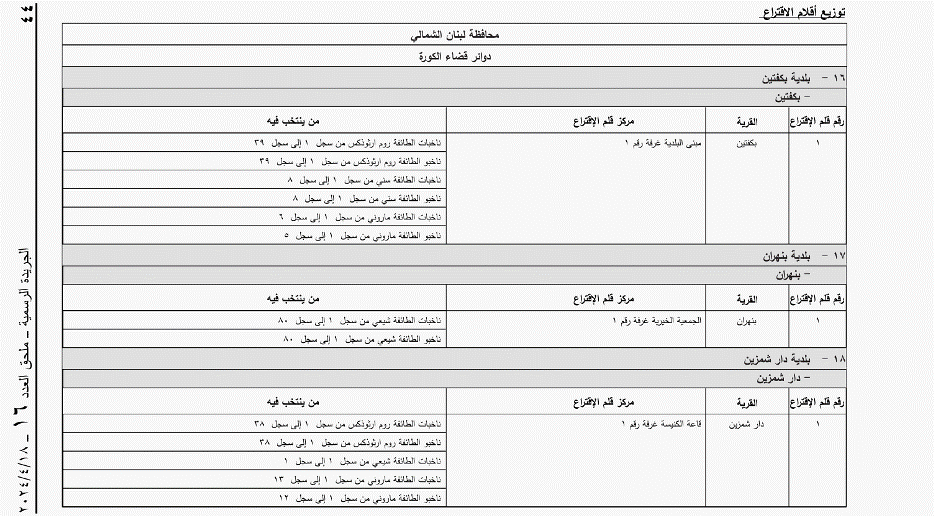 توزيع أقلام الاقتراع
محافظة لبنان الشمالي
دوائر قضاء الكورة
١٦ - بلدية بكفتين
- بكفتين
رقم قلم الإقتراع القرية مركز قلم الإقتراع من ينتخب فيه
١ بكفتين مبنى البلدية غرفة رقم ١ ناخبات الطائفة روم ارثوذكس من سجل ١ إلى سجل ٣٩
ناخبو الطائفة روم ارثوذكس من سجل ١ إلى سجل ٣٩
ناخبات الطائفة سني من سجل ١ إلى سجل ٨
ناخبو الطائفة سني من سجل ١ إلى سجل ٨
ناخبات الطائفة ماروني من سجل ١ إلى سجل ٦
ناخبو الطائفة ماروني من سجل ١ إلى سجل ٥
١٧ - بلدية بنهران
- بنهران
رقم قلم الإقتراع القرية مركز قلم الإقتراع من ينتخب فيه
١ بنهران الجمعية الخيرية غرفة رقم ١ ناخبات الطائفة شيعي من سجل ١ إلى سجل ٨٠
ناخبو الطائفة شيعي من سجل ١ إلى سجل ٨٠
١٨ - بلدية دار شمزين
- دار شمزين
رقم قلم الإقتراع القرية مركز قلم الإقتراع من ينتخب فيه
١ دار شمزين قاعة الكنيسة غرفة رقم ١ ناخبات الطائفة روم ارثوذكس من سجل ١ إلى سجل ٣٨
ناخبو الطائفة روم ارثوذكس من سجل ١ إلى سجل ٣٨
ناخبات الطائفة شيعي من سجل ١ إلى سجل ١
ناخبات الطائفة ماروني من سجل ١ إلى سجل ١٣
ناخبو الطائفة ماروني من سجل ١ إلى سجل ١٢
٤٤
الجريدة الرسمية - ملحق العدد ١٦ - ٢٠٢٤/٤/١٨